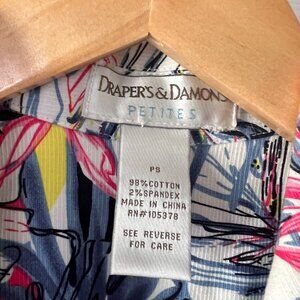 DRAPER'S & DAMON'S
PETITES
PS
98%COTTON
2%SPANDEX
MADE IN CHINA
RN#105378
SEE REVERSE
FOR CARE